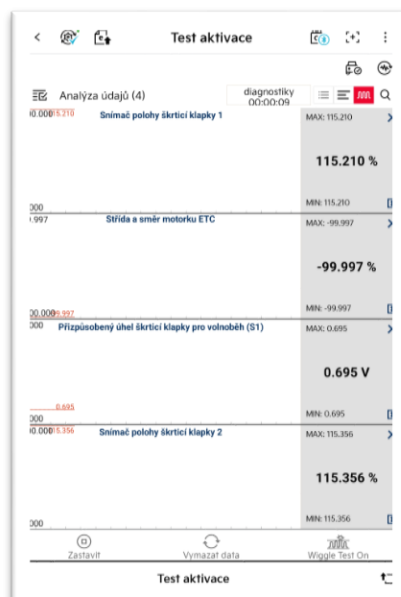 Test aktivace
Analýza údajů (4)
diagnostiky
00:00:09
Snímač polohy škrticí klapky 1
MAX: 115.210
115.210 %
MIN: 115.210
Střída a směr motorku ETC
MAX: -99.997
-99.997 %
MIN: -99.997
Přizpůsobený úhel škrticí klapky pro volnoběh (S1)
MAX: 0.695
0.695 V
0.695
MIN: 0.695
Snímač polohy škrticí klapky 2
MAX: 115.356
115.356 %
MIN: 115.356
Zastavit
Vymazat data
Wiggle Test On
Test aktivace